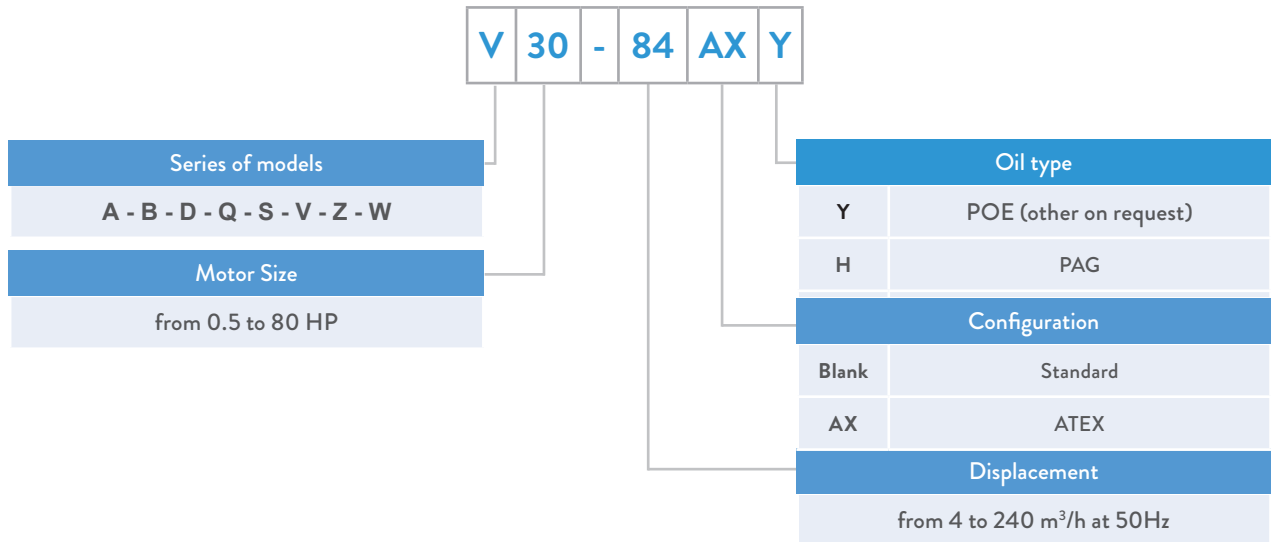 V 30 - 84 AX Y
Series of models
A - B - D - Q - S - V - Z - W
Motor Size
from 0.5 to 80 HP
Oil type
Y POE (other on request)
H PAG
Configuration
Blank Standard
AX ATEX
Displacement
from 4 to 240 m³/h at 50Hz